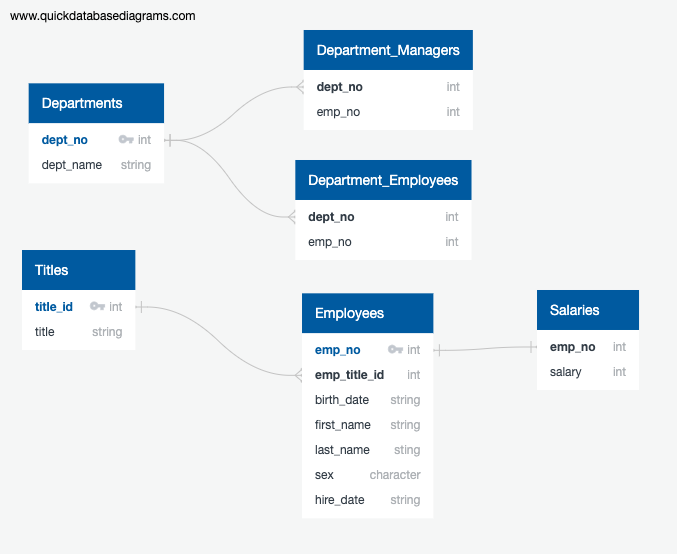 www.quickdatabasediagrams.com
Department_Managers
dept_no int
emp_no int
Departments
dept_no int
dept_name string
Department_Employees
dept_no int
emp_no int
Titles
title_id int
title string
Employees
emp_no int
emp_title_id int
birth_date string
first_name string
last_name sting
sex character
hire_date string
Salaries
emp_no int
salary int